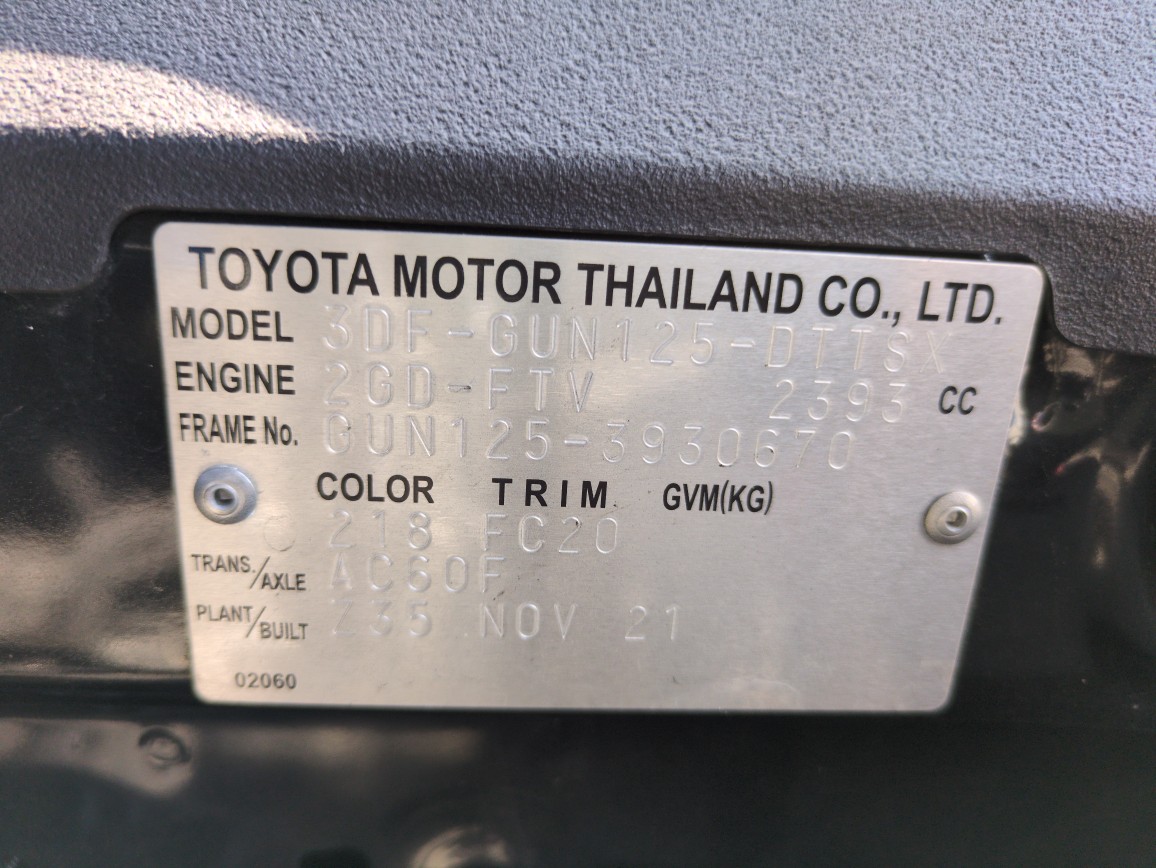 TOYOTA MOTOR THAILAND CO., LTD.
MODEL 3DF-GUN125-DTTSX
ENGINE 2GD-FTV 2393 CC
FRAME No. GUN125-3930670
COLOR TRIM GVM(KG)
218 FC20
TRANS./AXLE AC60F
PLANT/BUILT Z35 NOV 21
02060